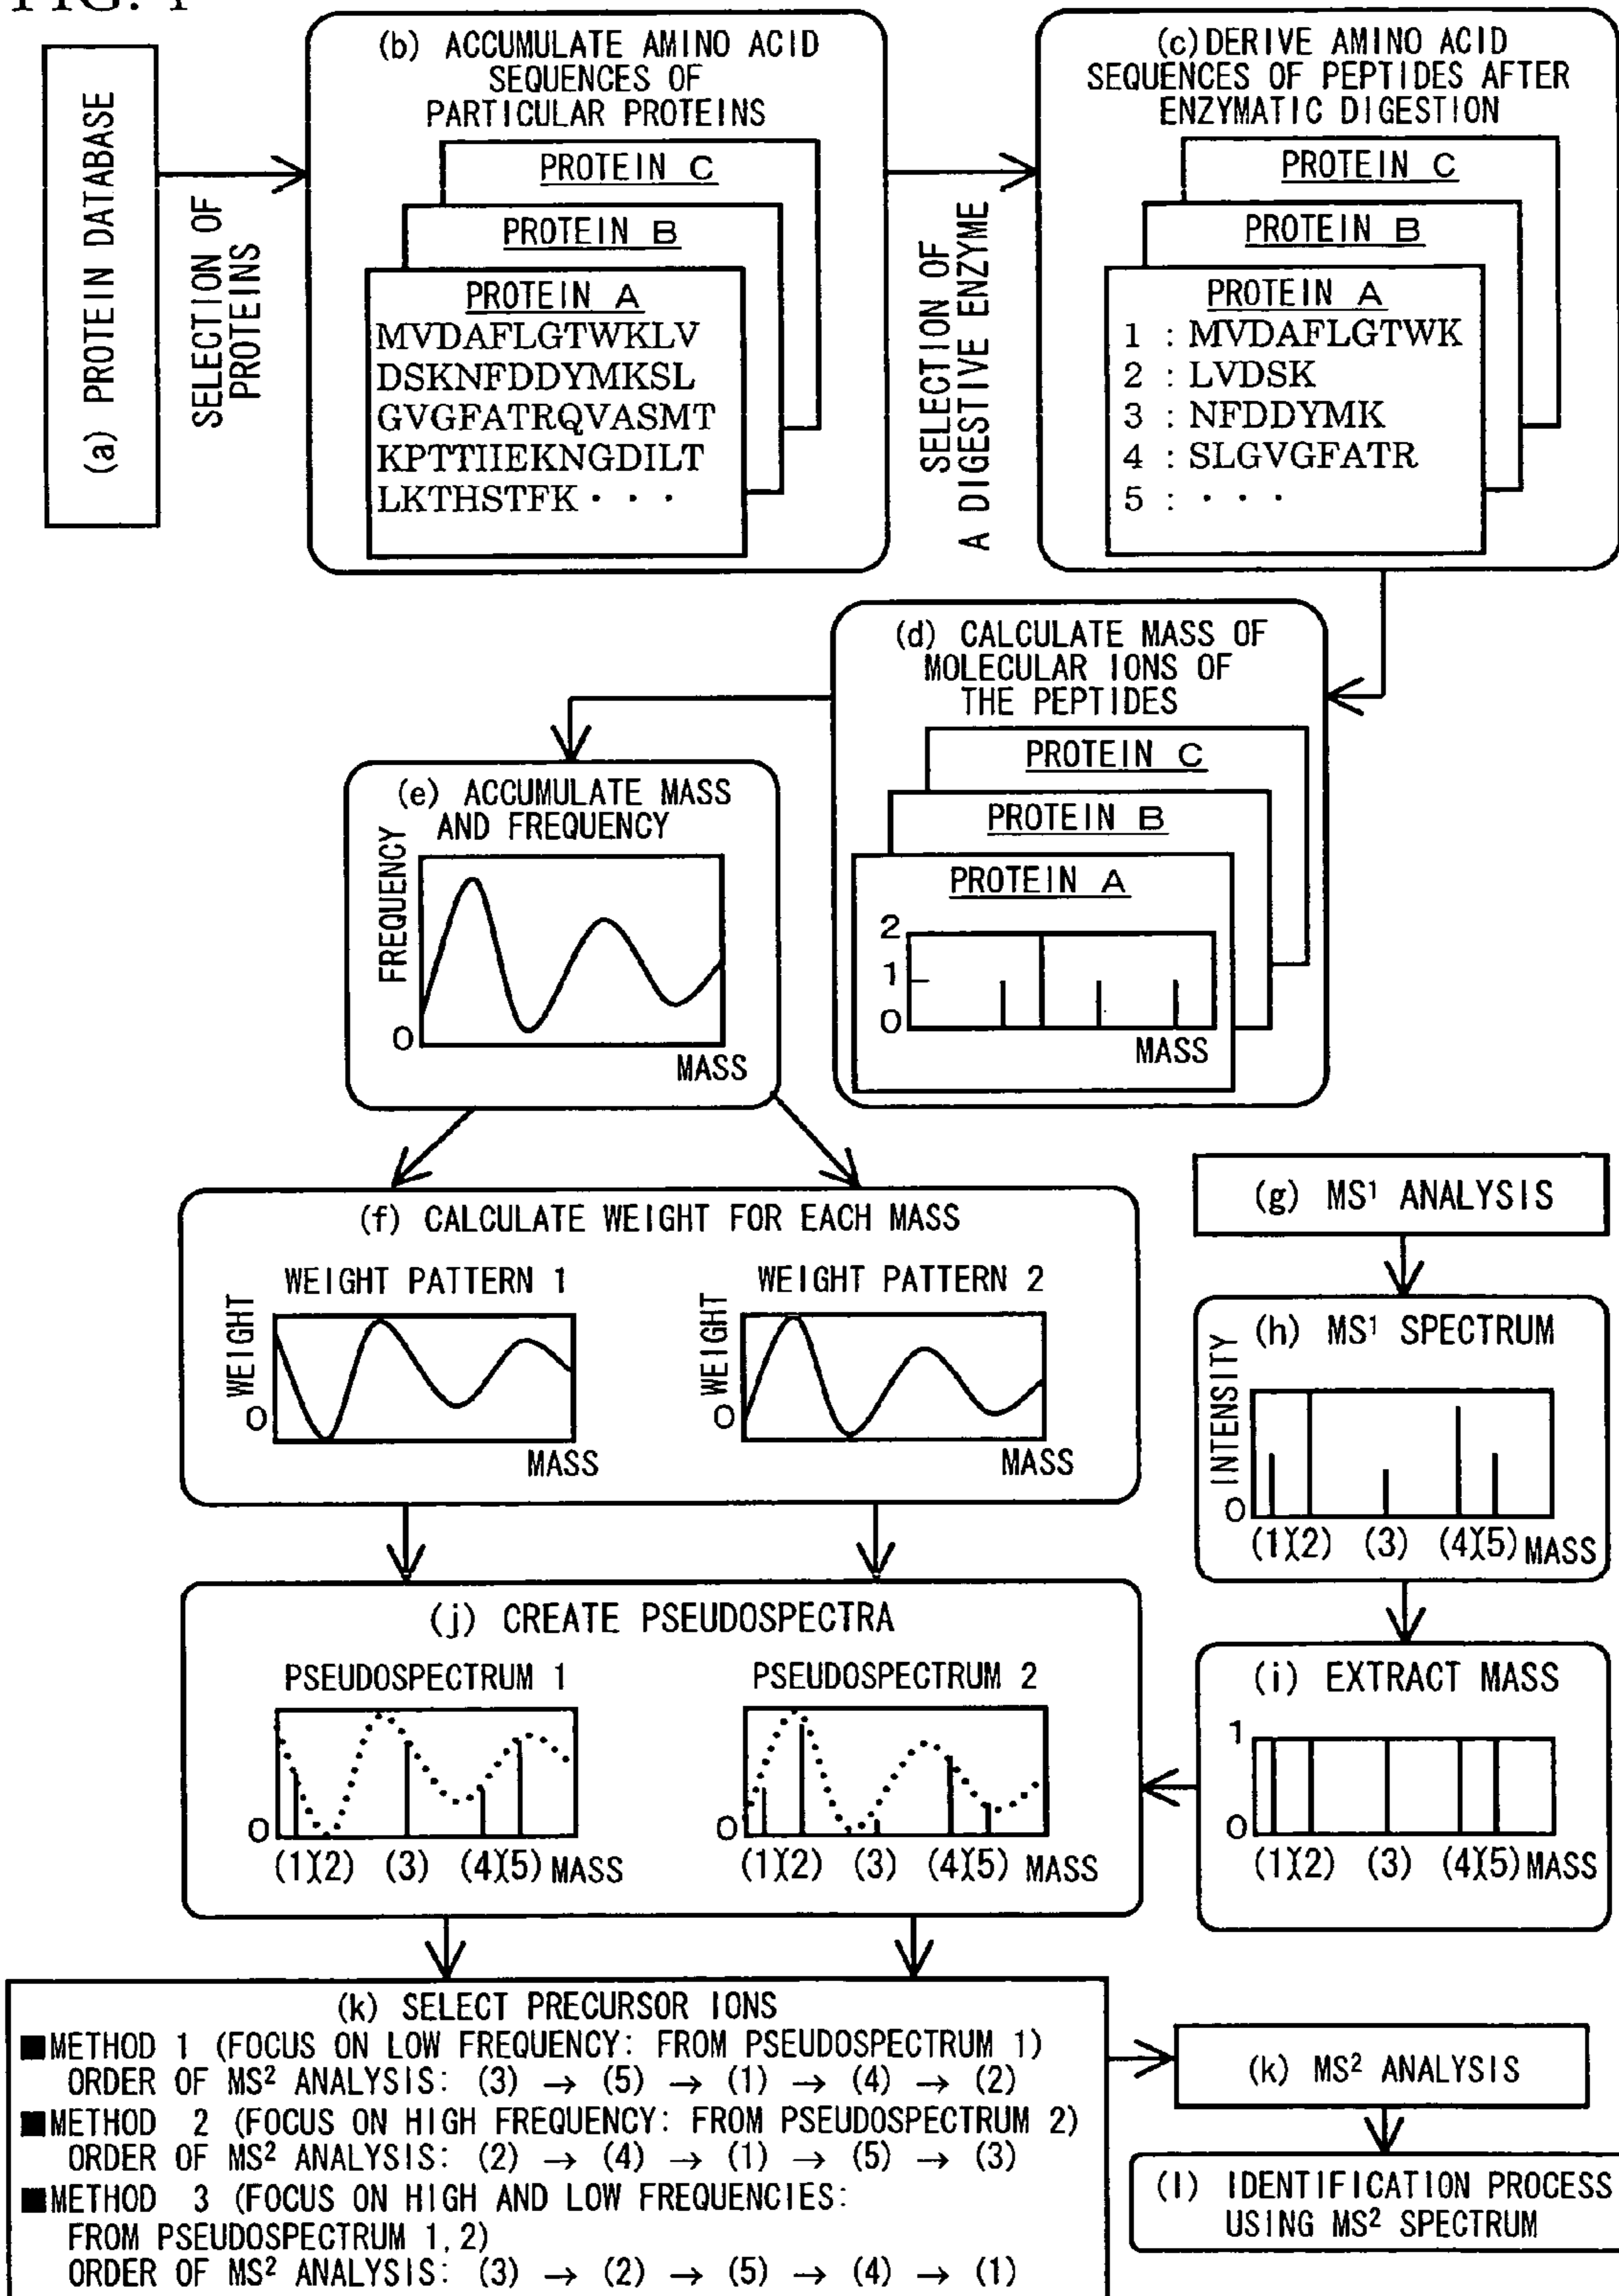 (a) PROTEIN DATABASE
SELECTION OF
PROTEINS
(b) ACCUMULATE AMINO ACID
SEQUENCES OF
PARTICULAR PROTEINS
PROTEIN C
PROTEIN B
PROTEIN A
MVDAFLGTWKLV
DSKNFDDYMKSL
GVGFATRQVASMT
KPTTIIEKNGDILT
LKTHSTFK · · ·
SELECTION OF
A DIGESTIVE ENZYME
(c)DERIVE AMINO ACID
SEQUENCES OF PEPTIDES AFTER
ENZYMATIC DIGESTION
PROTEIN C
PROTEIN B
PROTEIN A
1 : MVDAFLGTWK
2 : LVDSK
3 : NFDDYMK
4 : SLGVGFATR
5 : · · ·
(d) CALCULATE MASS OF
MOLECULAR IONS OF
THE PEPTIDES
PROTEIN C
PROTEIN B
PROTEIN A
2
1
0
MASS
(e) ACCUMULATE MASS
AND FREQUENCY
FREQUENCY
0
MASS
(f) CALCULATE WEIGHT FOR EACH MASS
WEIGHT PATTERN 1
WEIGHT
0
MASS
WEIGHT PATTERN 2
WEIGHT
0
MASS
(g) MS¹ ANALYSIS
(h) MS¹ SPECTRUM
INTENSITY
0
(1)(2) (3) (4)(5) MASS
(i) EXTRACT MASS
1
0
(1)(2) (3) (4)(5) MASS
(j) CREATE PSEUDOSPECTRA
PSEUDOSPECTRUM 1
0
(1)(2) (3) (4)(5) MASS
PSEUDOSPECTRUM 2
0
(1)(2) (3) (4)(5) MASS
(k) SELECT PRECURSOR IONS
■METHOD 1 (FOCUS ON LOW FREQUENCY: FROM PSEUDOSPECTRUM 1)
ORDER OF MS² ANALYSIS: (3) → (5) → (1) → (4) → (2)
■METHOD 2 (FOCUS ON HIGH FREQUENCY: FROM PSEUDOSPECTRUM 2)
ORDER OF MS² ANALYSIS: (2) → (4) → (1) → (5) → (3)
■METHOD 3 (FOCUS ON HIGH AND LOW FREQUENCIES:
FROM PSEUDOSPECTRUM 1, 2)
ORDER OF MS² ANALYSIS: (3) → (2) → (5) → (4) → (1)
(k) MS² ANALYSIS
(l) IDENTIFICATION PROCESS
USING MS² SPECTRUM